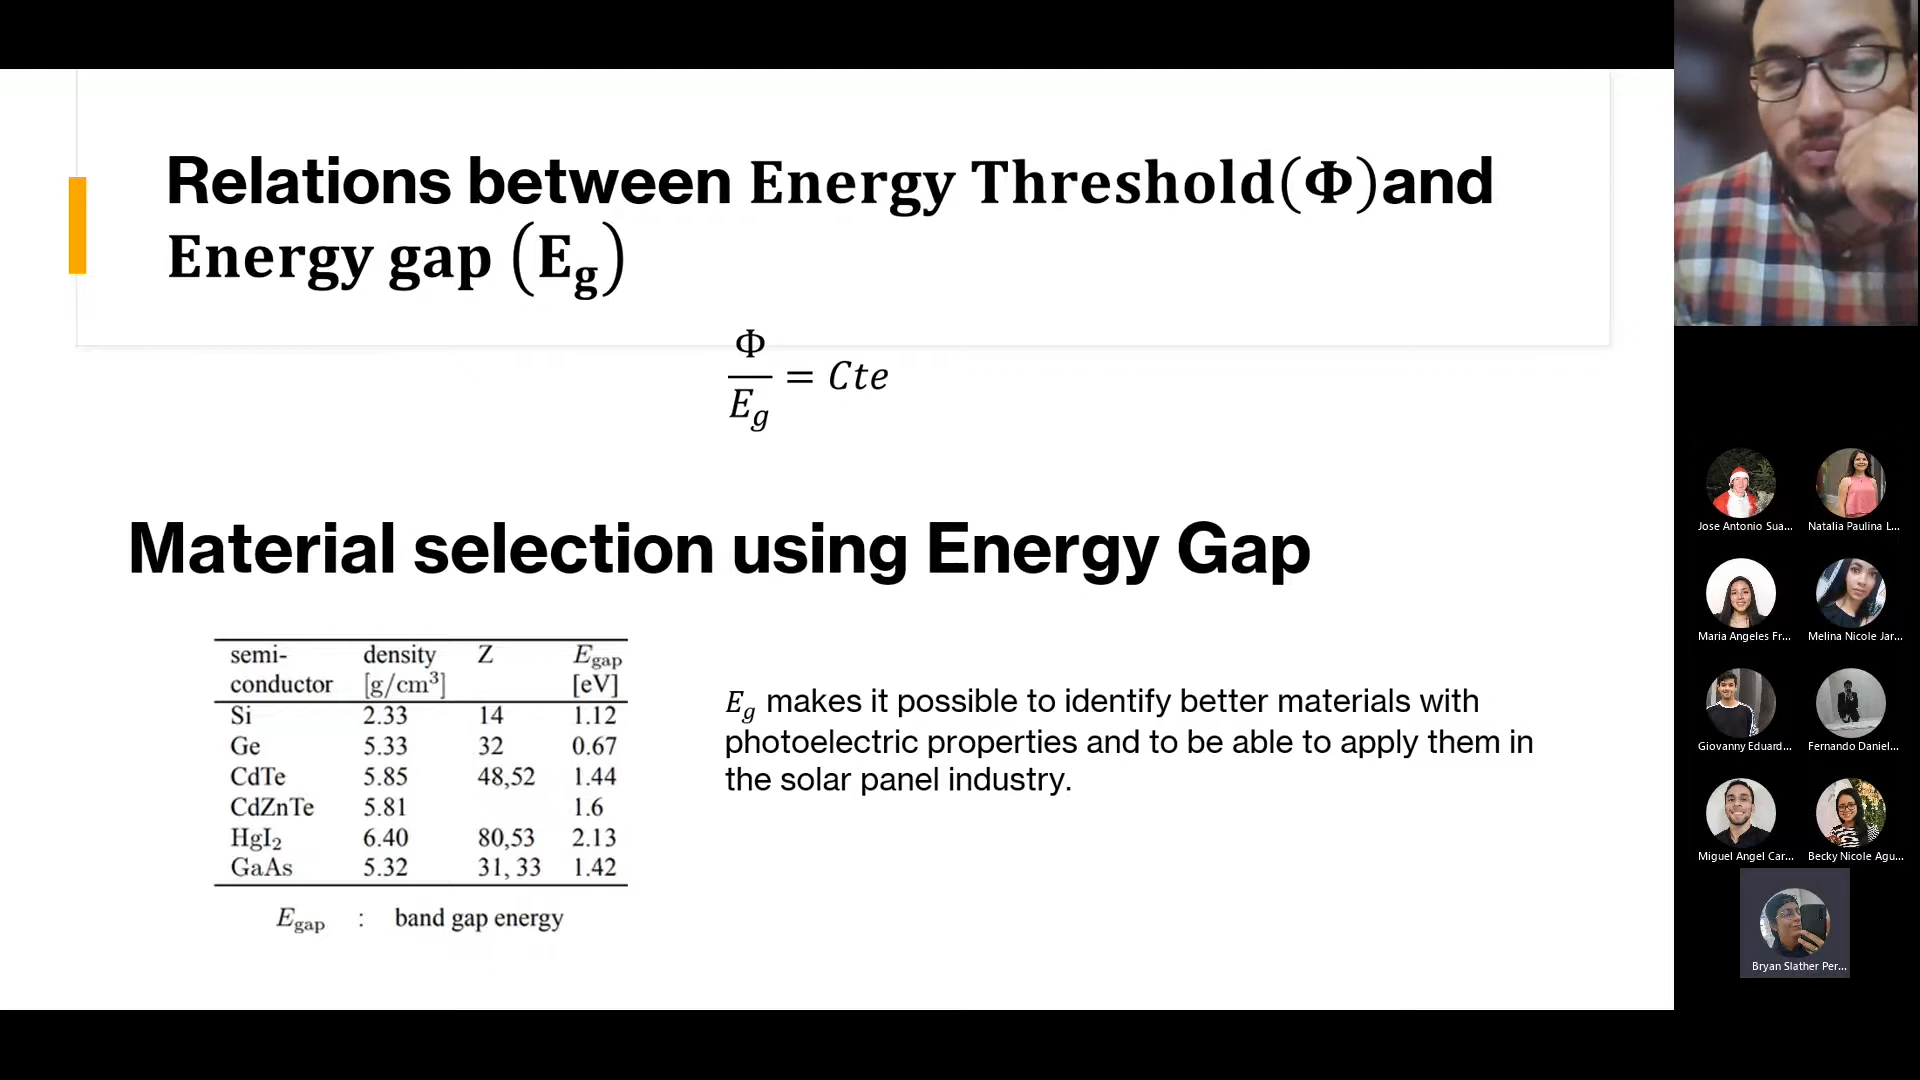 Relations between Energy Threshold(Φ)and
Energy gap (E_g)
Φ
E_g
= Cte
Material selection using Energy Gap
semi- density Z E_gap
conductor [g/cm³] [eV]
Si 2.33 14 1.12
Ge 5.33 32 0.67
CdTe 5.85 48,52 1.44
CdZnTe 5.81 1.6
HgI₂ 6.40 80,53 2.13
GaAs 5.32 31, 33 1.42
E_gap : band gap energy
E_g makes it possible to identify better materials with
photoelectric properties and to be able to apply them in
the solar panel industry.
Jose Antonio Sua... Natalia Paulina L...
Maria Angeles Fr... Melina Nicole Jar...
Giovanny Eduard... Fernando Daniel...
Miguel Angel Car... Becky Nicole Agu...
Bryan Slather Per...